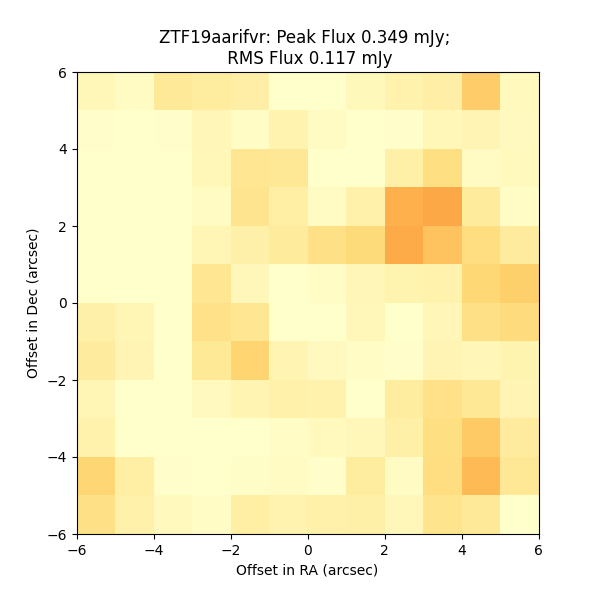 ZTF19aarifvr: Peak Flux 0.349 mJy;
RMS Flux 0.117 mJy
6
4
2
0
−2
−4
−6
Offset in Dec (arcsec)
−6 −4 −2 0 2 4 6
Offset in RA (arcsec)